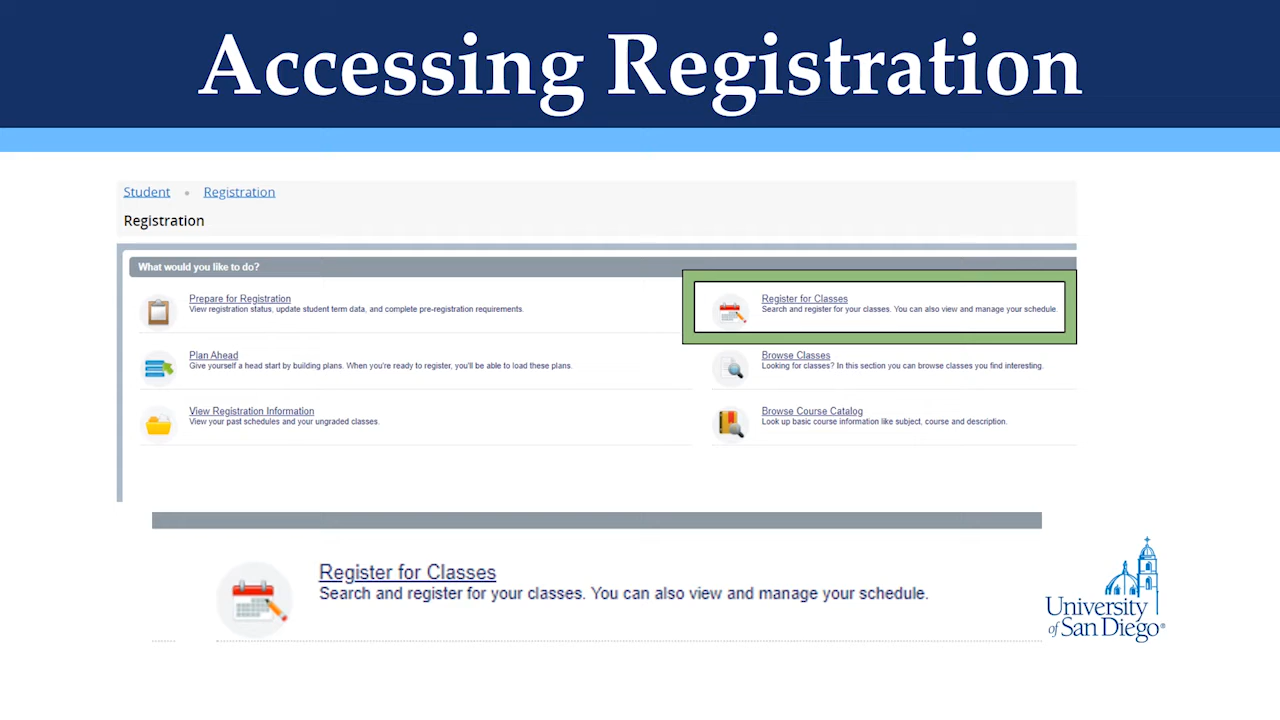 Accessing Registration
Student • Registration
Registration
What would you like to do?
Prepare for Registration
View registration status, update student term data, and complete pre-registration requirements.
Register for Classes
Search and register for your classes. You can also view and manage your schedule.
Plan Ahead
Give yourself a head start by building plans. When you're ready to register, you'll be able to load these plans.
Browse Classes
Looking for classes? In this section you can browse classes you find interesting.
View Registration Information
View your past schedules and your ungraded classes.
Browse Course Catalog
Look up basic course information like subject, course and description.
Register for Classes
Search and register for your classes. You can also view and manage your schedule.
University
of San Diego®